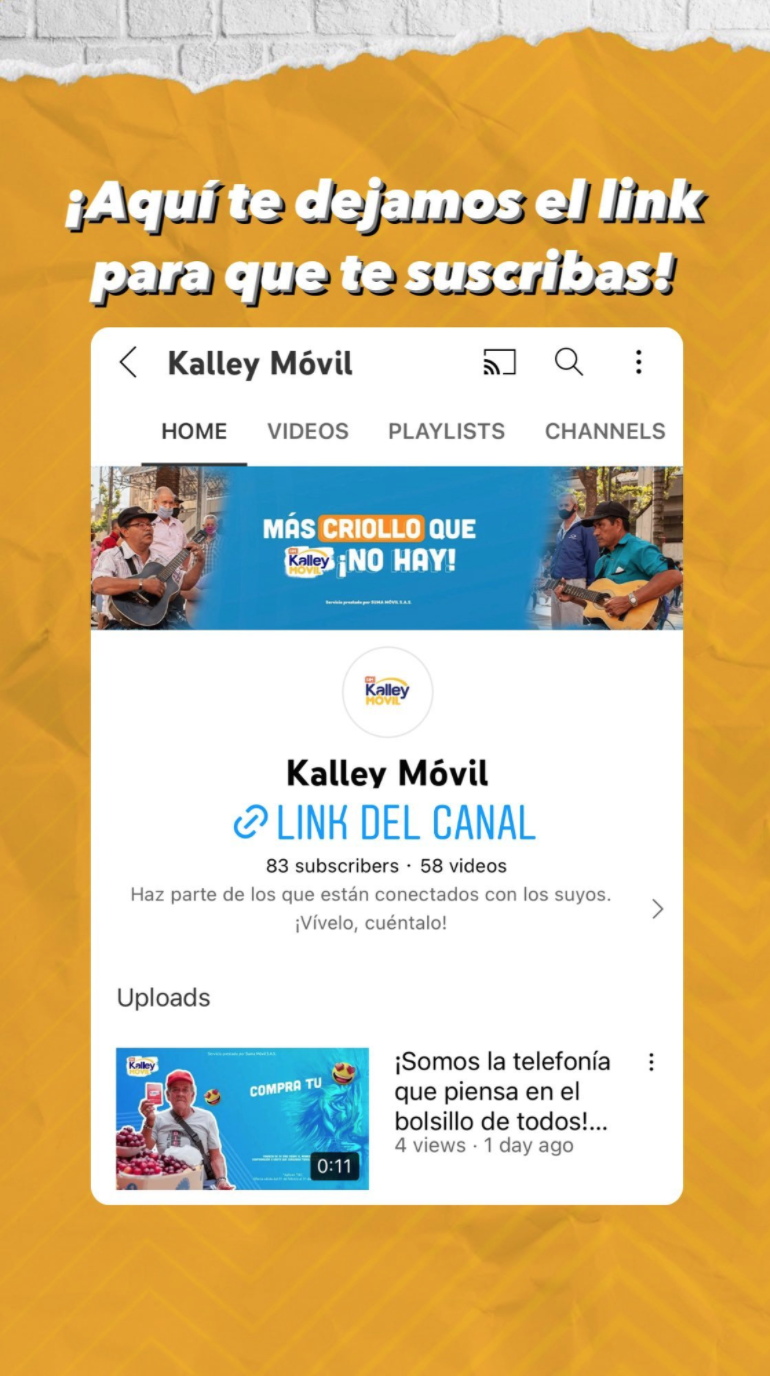 ¡Aquí te dejamos el link
para que te suscribas!
Kalley Móvil
HOME VIDEOS PLAYLISTS CHANNELS
MÁS CRIOLLO QUE
Kalley MÓVIL ¡NO HAY!
Servicio prestado por SUMA MÓVIL S.A.S.
Kalley
MÓVIL
Kalley Móvil
LINK DEL CANAL
83 subscribers · 58 videos
Haz parte de los que están conectados con los suyos.
¡Vívelo, cuéntalo!
Uploads
Kalley
MÓVIL
COMPRA TU
0:11
¡Somos la telefonía
que piensa en el
bolsillo de todos!...
4 views · 1 day ago